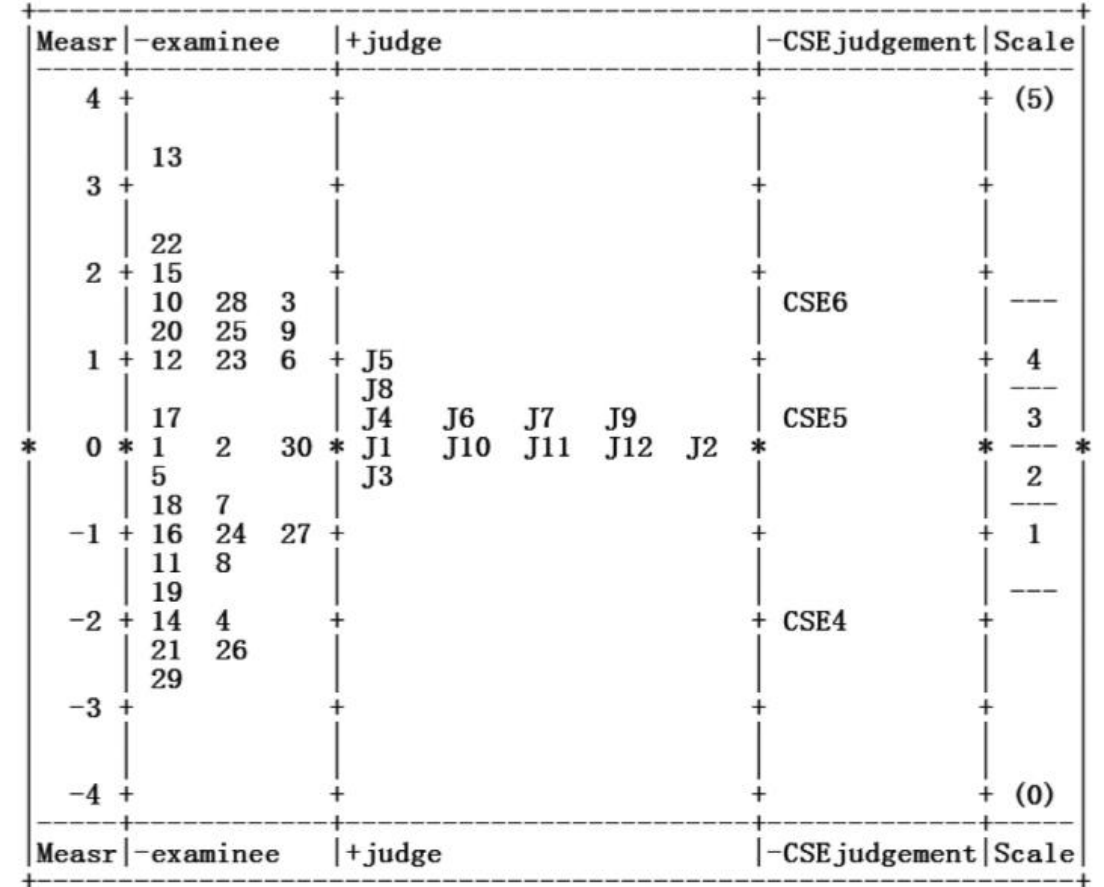 +-----------------------------------------------------------------+
|Measr|-examinee |+judge |-CSEjudgement|Scale|
4 + + + + (5)
13
3 + + + +
22
2 + 15 + + +
10 28 3 CSE6 ---
20 25 9
1 + 12 23 6 + J5 + + 4
J8 ---
17 J4 J6 J7 J9 CSE5 3
* 0 * 1 2 30 * J1 J10 J11 J12 J2 * * --- *
5 J3 2
18 7 ---
-1 + 16 24 27 + + + 1
11 8
19 ---
-2 + 14 4 + + CSE4 +
21 26
29
-3 + + + +
-4 + + + + (0)
|Measr|-examinee |+judge |-CSEjudgement|Scale|